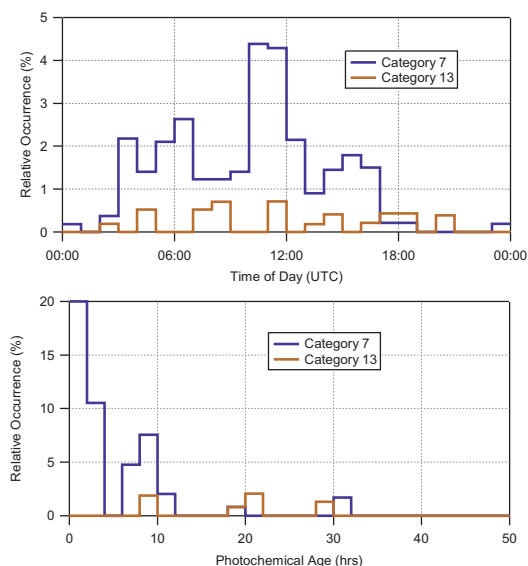 5
4
3
2
1
0
Relative Occurrence (%)
Category 7
Category 13
00:00 06:00 12:00 18:00 00:00
Time of Day (UTC)
20
15
10
5
0
Relative Occurrence (%)
Category 7
Category 13
0 10 20 30 40 50
Photochemical Age (hrs)